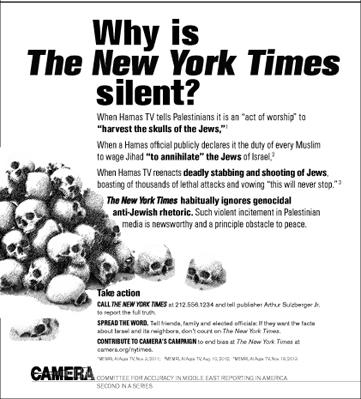 Why is
The New York Times
silent?
When Hamas TV tells Palestinians it is an "act of worship" to
"harvest the skulls of the Jews,"¹
When a Hamas official publicly declares it the duty of every Muslim
to wage Jihad "to annihilate" the Jews of Israel,²
When Hamas TV reenacts deadly stabbing and shooting of Jews,
boasting of thousands of lethal attacks and vowing "this will never stop."³
The New York Times habitually ignores genocidal
anti-Jewish rhetoric. Such violent incitement in Palestinian
media is newsworthy and a principle obstacle to peace.
Take action
CALL THE NEW YORK TIMES at 212.556.1234 and tell publisher Arthur Sulzberger Jr.
to report the full truth.
SPREAD THE WORD. Tell friends, family and elected officials: If they want the facts
about Israel and its neighbors, don't count on The New York Times.
CONTRIBUTE TO CAMERA'S CAMPAIGN to end bias at The New York Times at
camera.org/nytimes.
MEMRI, Al Aqsa TV, Nov. 2012; MEMRI, Al Aqsa TV, Aug. 10, 2012; MEMRI, Al Aqsa TV, Nov. 18, 2012.
CAMERA COMMITTEE FOR ACCURACY IN MIDDLE EAST REPORTING IN AMERICA
SECOND IN A SERIES